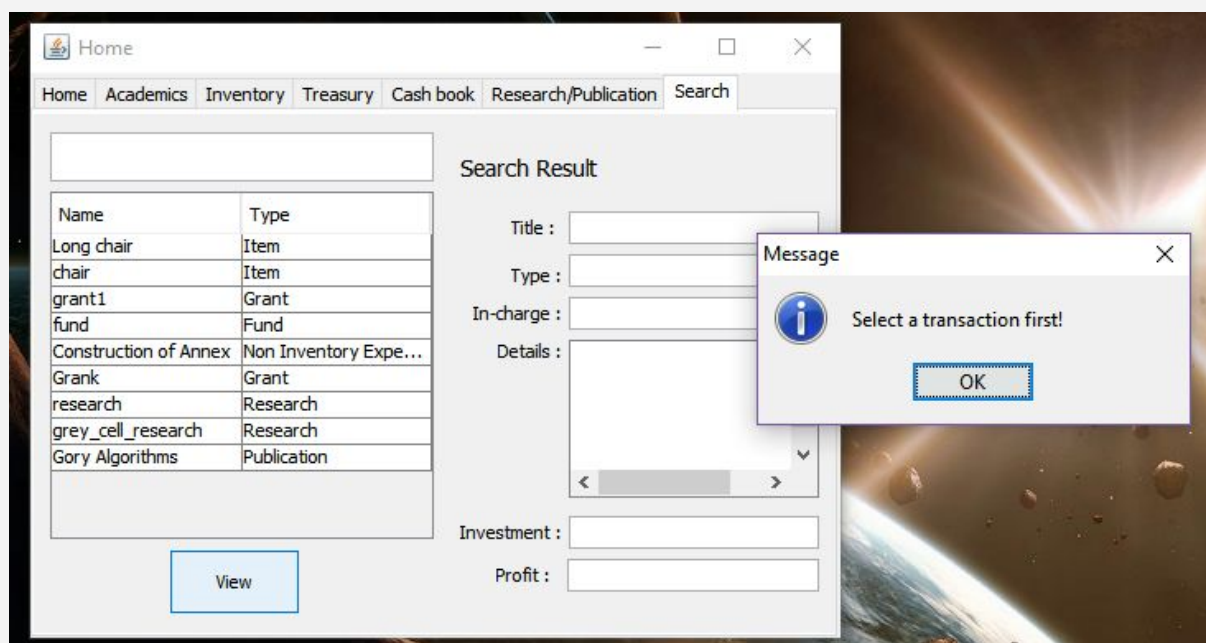 Home
Home Academics Inventory Treasury Cash book Research/Publication Search
Search Result
Name Type
Long chair Item
chair Item
grant1 Grant
fund Fund
Construction of Annex Non Inventory Expe...
Grank Grant
research Research
grey_cell_research Research
Gory Algorithms Publication
View
Title :
Type :
In-charge :
Details :
Investment :
Profit :
Message
Select a transaction first!
OK